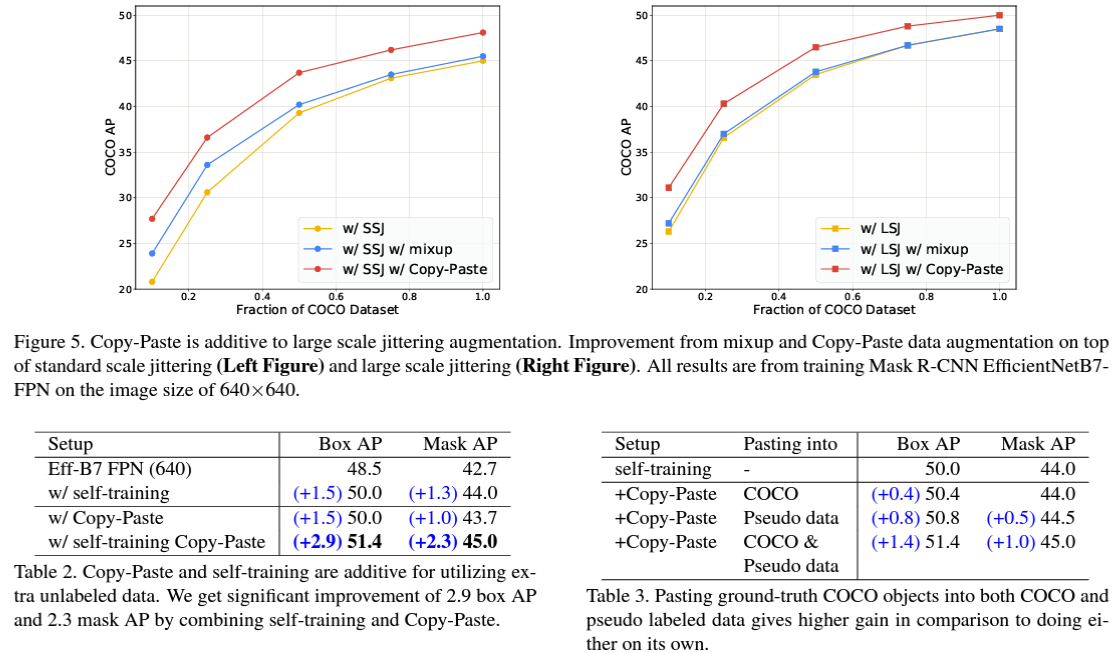 50
45
40
35
30
25
20
COCO AP
0.2 0.4 0.6 0.8 1.0
Fraction of COCO Dataset
w/ SSJ
w/ SSJ w/ mixup
w/ SSJ w/ Copy-Paste
50
45
40
35
30
25
20
COCO AP
0.2 0.4 0.6 0.8 1.0
Fraction of COCO Dataset
w/ LSJ
w/ LSJ w/ mixup
w/ LSJ w/ Copy-Paste
Figure 5. Copy-Paste is additive to large scale jittering augmentation. Improvement from mixup and Copy-Paste data augmentation on top
of standard scale jittering (Left Figure) and large scale jittering (Right Figure). All results are from training Mask R-CNN EfficientNetB7-
FPN on the image size of 640×640.
Setup Box AP Mask AP
Eff-B7 FPN (640) 48.5 42.7
w/ self-training (+1.5) 50.0 (+1.3) 44.0
w/ Copy-Paste (+1.5) 50.0 (+1.0) 43.7
w/ self-training Copy-Paste (+2.9) 51.4 (+2.3) 45.0
Table 2. Copy-Paste and self-training are additive for utilizing ex-
tra unlabeled data. We get significant improvement of 2.9 box AP
and 2.3 mask AP by combining self-training and Copy-Paste.
Setup Pasting into Box AP Mask AP
self-training - 50.0 44.0
+Copy-Paste COCO (+0.4) 50.4 44.0
+Copy-Paste Pseudo data (+0.8) 50.8 (+0.5) 44.5
+Copy-Paste COCO & (+1.4) 51.4 (+1.0) 45.0
Pseudo data
Table 3. Pasting ground-truth COCO objects into both COCO and
pseudo labeled data gives higher gain in comparison to doing ei-
ther on its own.